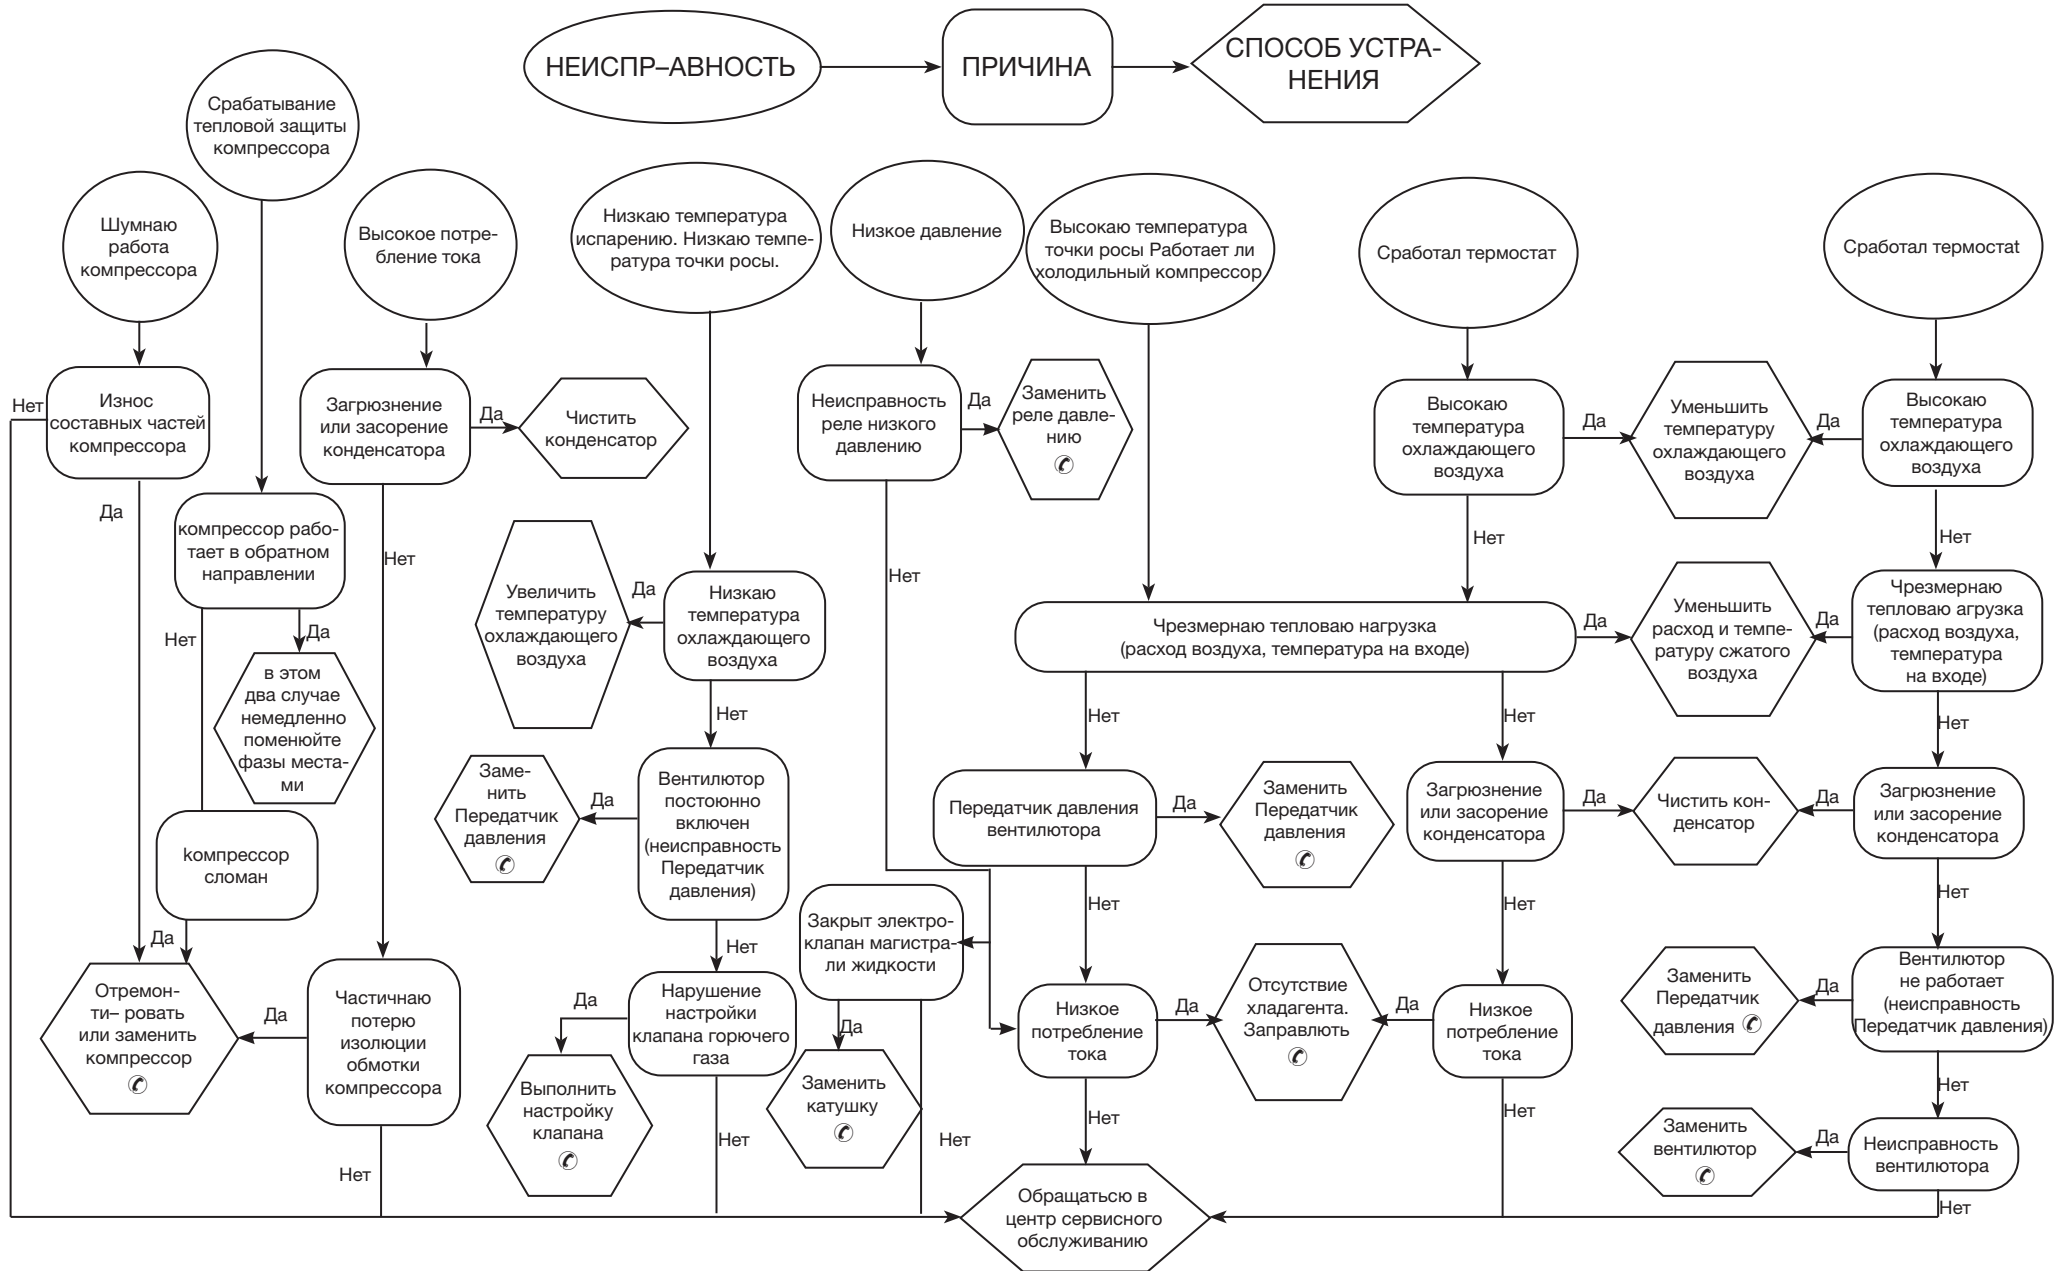 НЕИСПР–АВНОСТЬ
ПРИЧИНА
СПОСОБ УСТРА-
НЕНИЯ
Срабатывание
тепловой защиты
компрессора
Шумнаю
работа
компрессора
Высокое потре-
бление тока
Низкаю температура
испарению. Низкаю темпе-
ратура точки росы.
Низкое давление
Высокаю температура
точки росы Работает ли
холодильный компрессор
Сработал термостат
Сработал термостаt
Нет
Износ
составных частей
компрессора
Да
Загрюзнение
или засорение
конденсатора
Да
Чистить
конденсатор
Нет
Неисправность
реле низкого
давлению
Да
Заменить
реле давле-
нию
Нет
Высокаю
температура
охлаждающего
воздуха
Да
Уменьшить
температуру
охлаждающего
воздуха
Да
Высокаю
температура
охлаждающего
воздуха
Нет
Нет
компрессор рабо-
тает в обратном
направлении
Нет
Да
в этом
два случае
немедленно
поменюйте
фазы места-
ми
Увеличить
температуру
охлаждающего
воздуха
Да
Низкаю
температура
охлаждающего
воздуха
Нет
Чрезмернаю тепловаю нагрузка
(расход воздуха, температура на входе)
Да
Уменьшить
расход и темпе-
ратуру сжатого
воздуха
Да
Чрезмернаю
тепловаю агрузка
(расход воздуха,
температура
на входе)
Нет
Нет
Нет
Заме-
нить
Передатчик
давления
Да
Вентилютор
постоюнно
включен
(неисправность
Передатчик
давления)
Нет
Передатчик давления
вентилютора
Да
Заменить
Передатчик
давления
Нет
Загрюзнение
или засорение
конденсатора
Да
Чистить кон-
денсатор
Да
Загрюзнение
или засорение
конденсатора
Нет
Нет
kомпрессор
сломан
Да
Закрыт электро-
клапан магистра-
ли жидкости
Да
Нет
Отремон-
ти– ровать
или заменить
компрессор
Да
Частичнаю
потерю
изолюции
обмотки
компрессора
Нет
Да
Нарушение
настройки
клапана горючего
газа
Нет
Выполнить
настройку
клапана
Заменить
катушку
Низкое
потребление
тока
Да
Отсутствие
хладагента.
Заправлють
Да
Низкое
потребление
тока
Нет
Нет
Заменить
Передатчик
давления
Да
Вентилютор
не работает
(неисправность
Передатчик давления)
Нет
Заменить
вентилютор
Да
Неисправность
вентилютора
Нет
Обращатьсю в
центр сервисного
обслуживанию